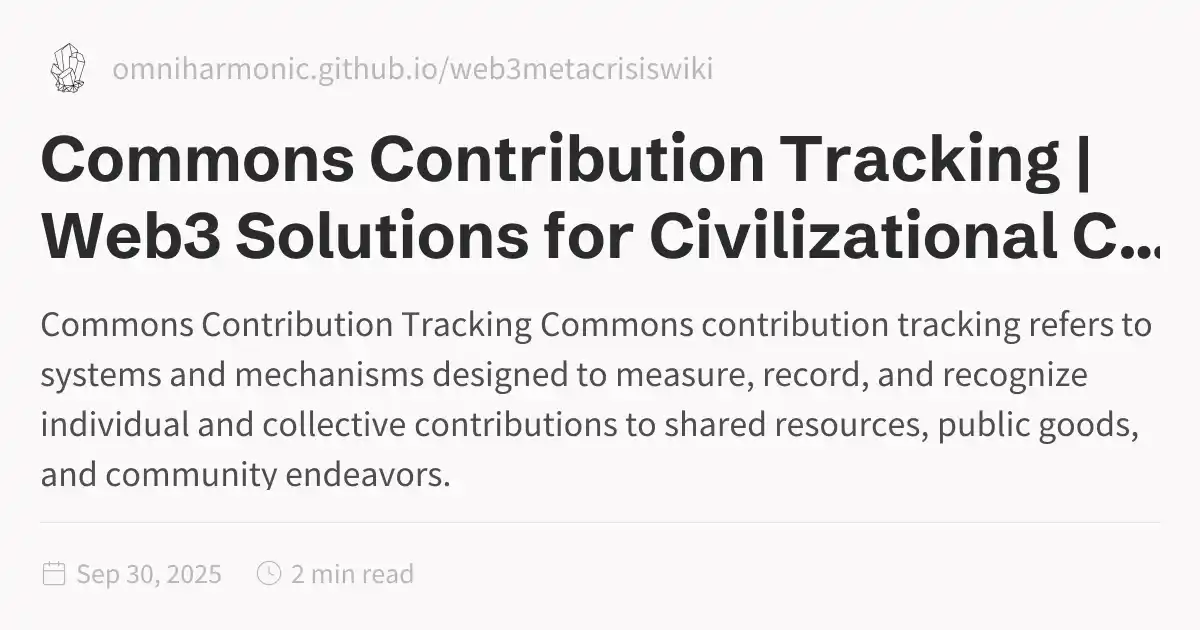 omniharmonic.github.io/web3metacrisiswiki
Commons Contribution Tracking |
Web3 Solutions for Civilizational C...
Commons Contribution Tracking Commons contribution tracking refers to
systems and mechanisms designed to measure, record, and recognize
individual and collective contributions to shared resources, public goods,
and community endeavors.
Sep 30, 2025
2 min read